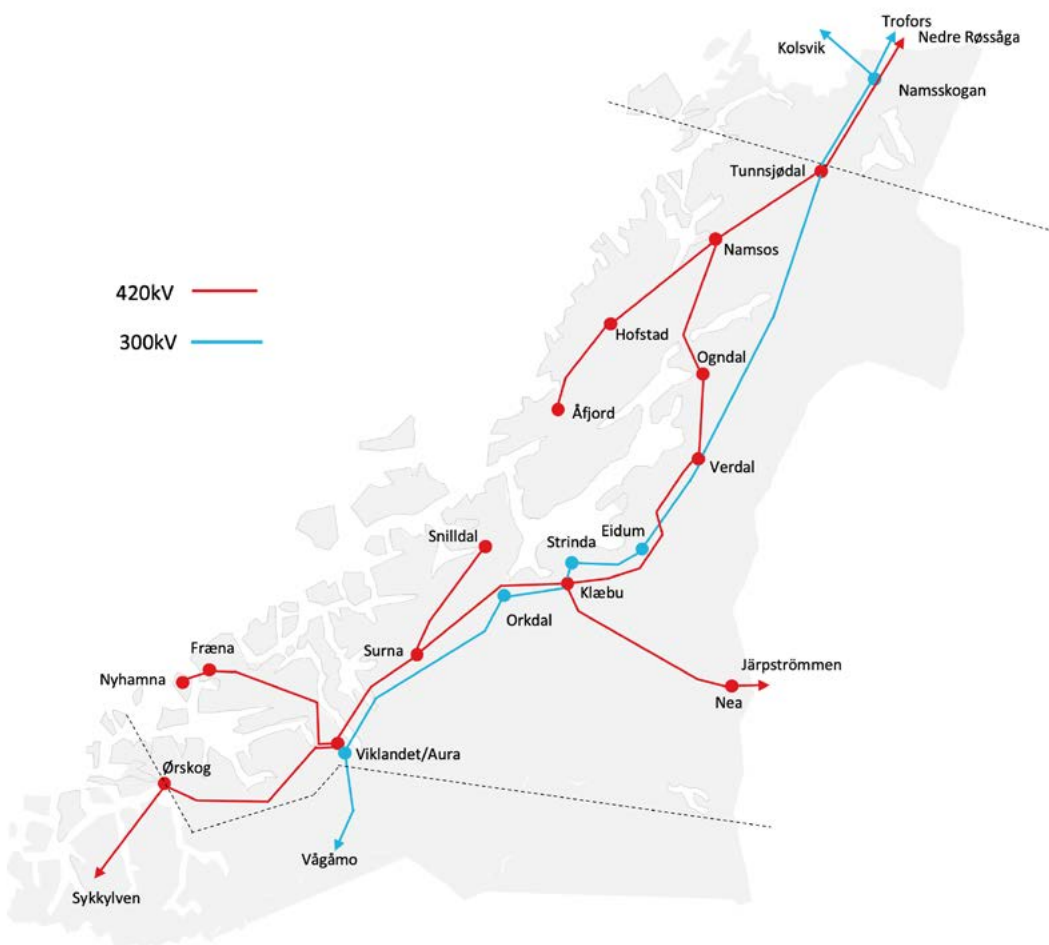 Trofors
Nedre Røssåga
Kolsvik
Namsskogan
Tunnsjødal
Namsos
420kV
300kV
Hofstad
Ogndal
Åfjord
Verdal
Snilldal
Eidum
Strinda
Klæbu
Orkdal
Surna
Fræna
Nyhamna
Järpströmmen
Nea
Viklandet/Aura
Ørskog
Vågåmo
Sykkylven